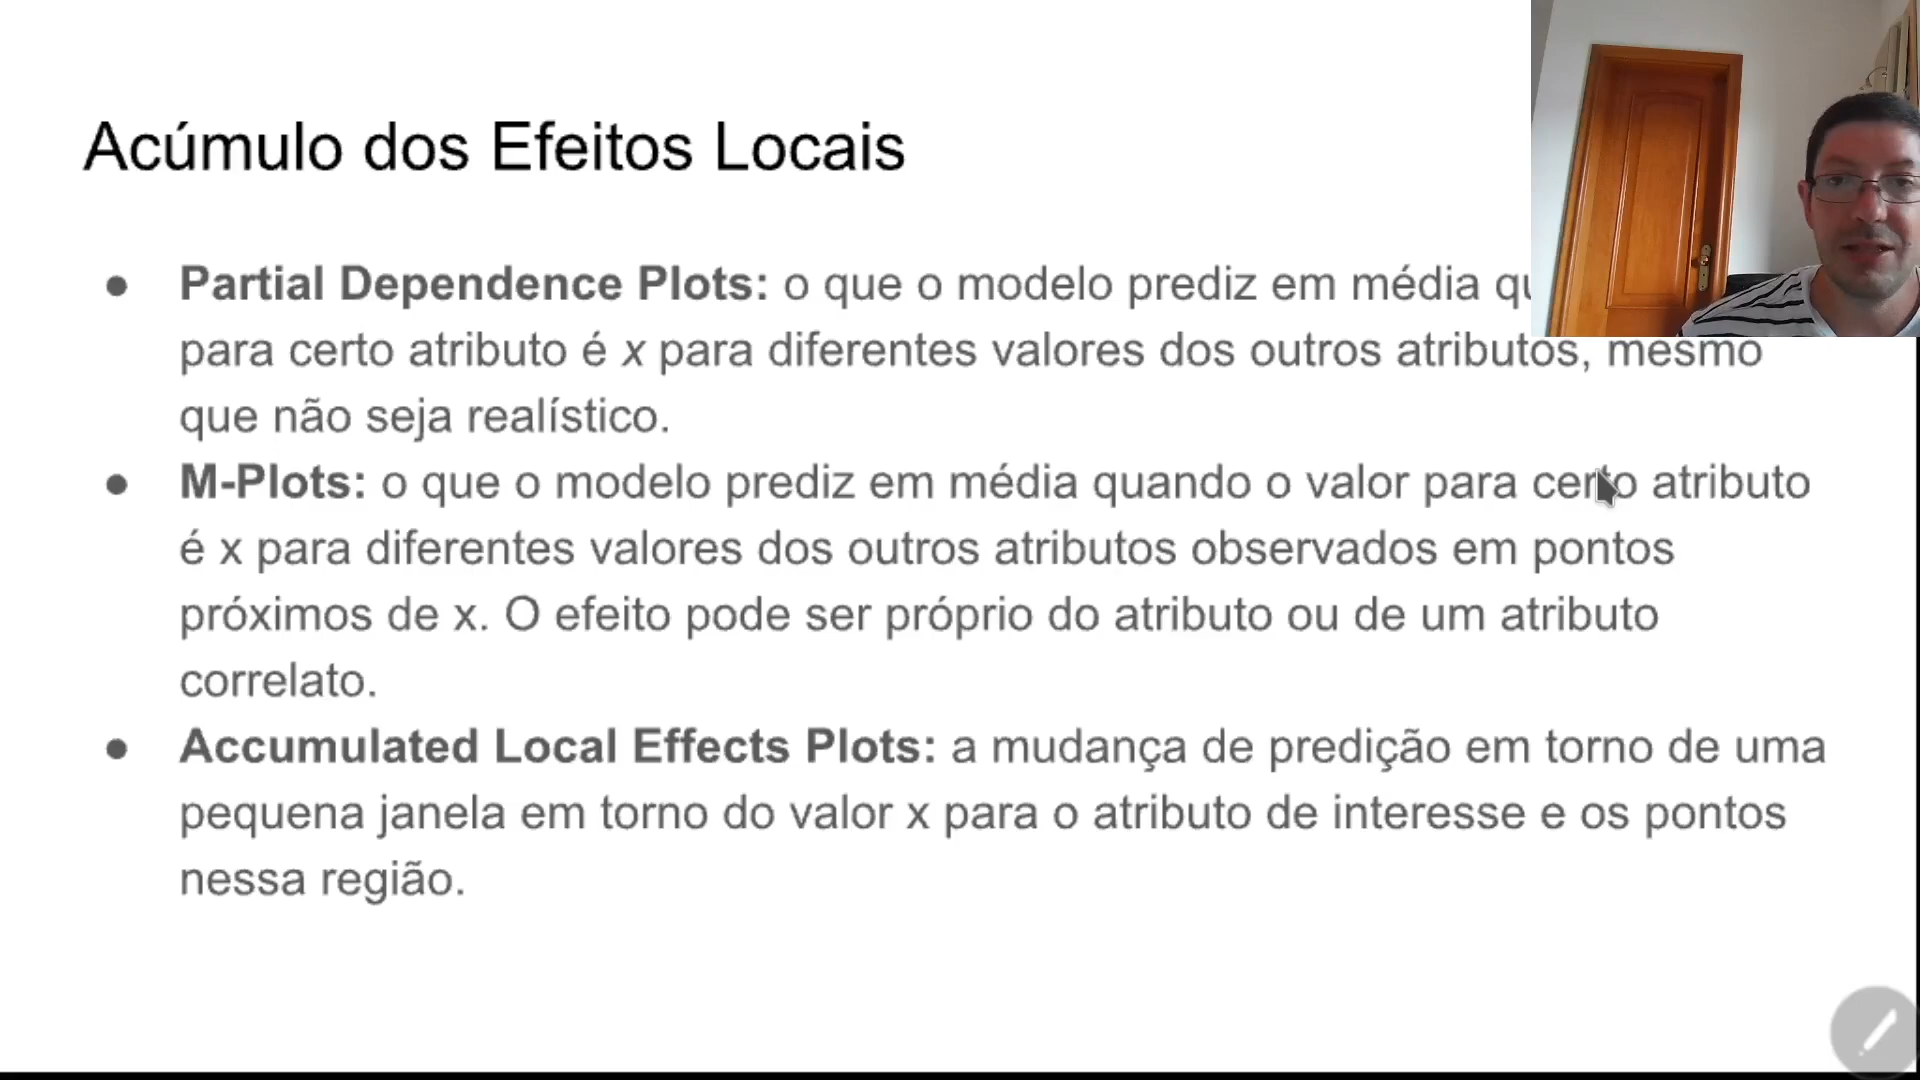 Acúmulo dos Efeitos Locais
● Partial Dependence Plots: o que o modelo prediz em média
para certo atributo é x para diferentes valores dos outros atributos, mesmo
que não seja realístico.
● M-Plots: o que o modelo prediz em média quando o valor para certo atributo
é x para diferentes valores dos outros atributos observados em pontos
próximos de x. O efeito pode ser próprio do atributo ou de um atributo
correlato.
● Accumulated Local Effects Plots: a mudança de predição em torno de uma
pequena janela em torno do valor x para o atributo de interesse e os pontos
nessa região.